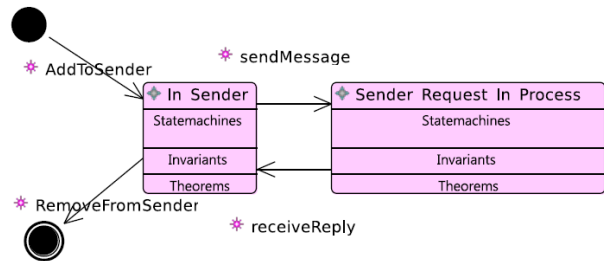 sendMessage
AddToSender
In Sender
Sender Request In Process
Statemachines
Statemachines
Invariants
Invariants
Theorems
Theorems
RemoveFromSender
receiveReply